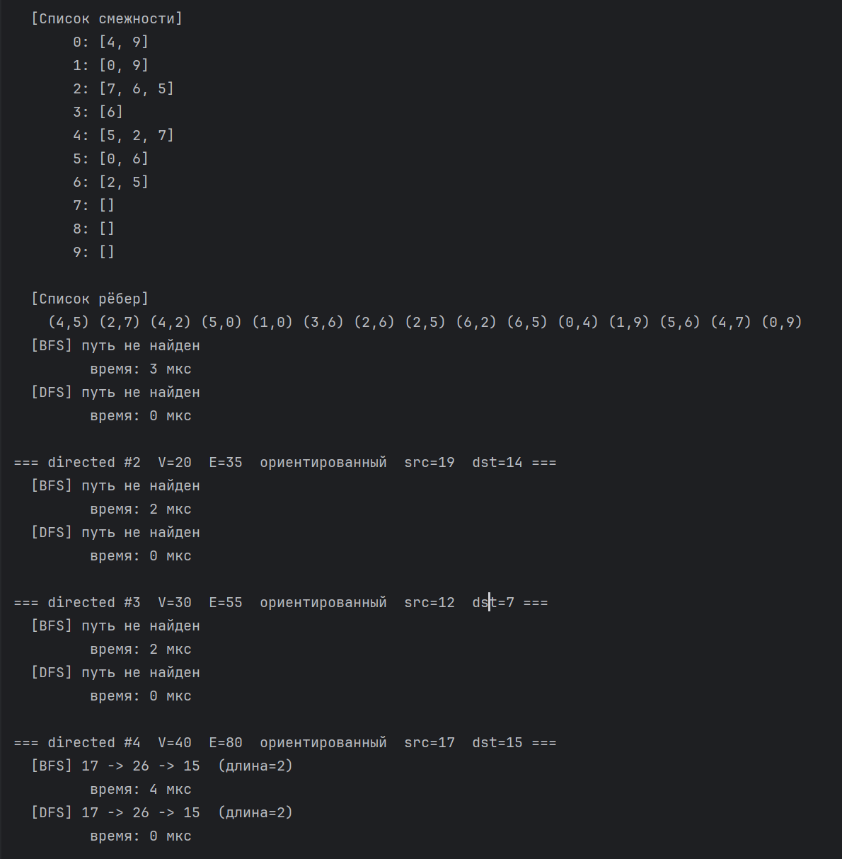 [Список смежности]
0: [4, 9]
1: [0, 9]
2: [7, 6, 5]
3: [6]
4: [5, 2, 7]
5: [0, 6]
6: [2, 5]
7: []
8: []
9: []
[Список рёбер]
(4,5) (2,7) (4,2) (5,0) (1,0) (3,6) (2,6) (2,5) (6,2) (6,5) (0,4) (1,9) (5,6) (4,7) (0,9)
[BFS] путь не найден
время: 3 мкс
[DFS] путь не найден
время: 0 мкс
=== directed #2  V=20  E=35  ориентированный  src=19  dst=14 ===
[BFS] путь не найден
время: 2 мкс
[DFS] путь не найден
время: 0 мкс
=== directed #3  V=30  E=55  ориентированный  src=12  dst=7 ===
[BFS] путь не найден
время: 2 мкс
[DFS] путь не найден
время: 0 мкс
=== directed #4  V=40  E=80  ориентированный  src=17  dst=15 ===
[BFS] 17 -> 26 -> 15  (длина=2)
время: 4 мкс
[DFS] 17 -> 26 -> 15  (длина=2)
время: 0 мкс